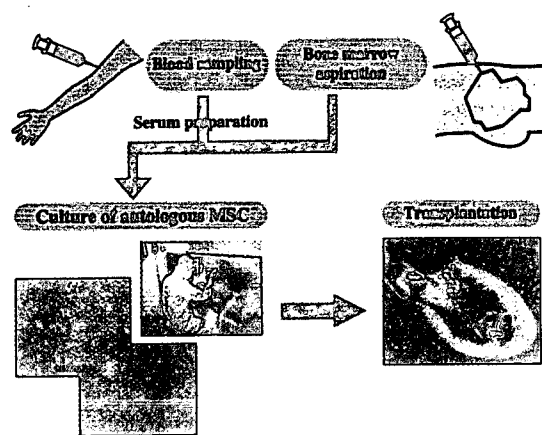 Blood sampling
Bone marrow
aspiration
Serum preparation
Culture of autologous MSC
Transplantation